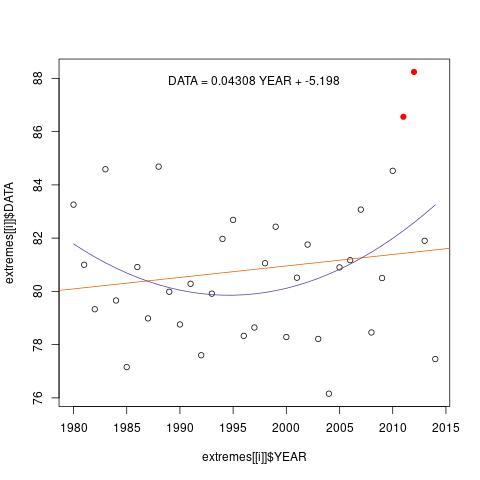 DATA = 0.04308 YEAR + -5.198
88
86
84
82
80
78
76
extremes[[i]]$DATA
1980 1985 1990 1995 2000 2005 2010 2015
extremes[[i]]$YEAR